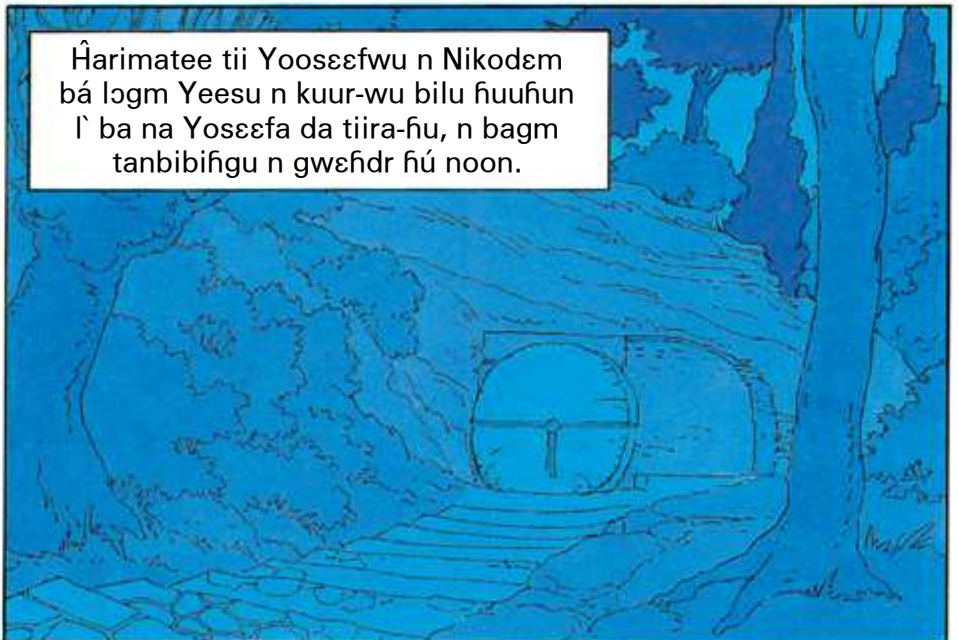 Ĥarimatee tii Yoosɛɛfwu n Nikodɛm
bá lɔgm Yeesu n kuur-wu bilu ɦuuɦun
l` ba na Yosɛɛfa da tiira-ɦu, n bagm
tanbibiɦgu n gwɛɦdr ɦú noon.